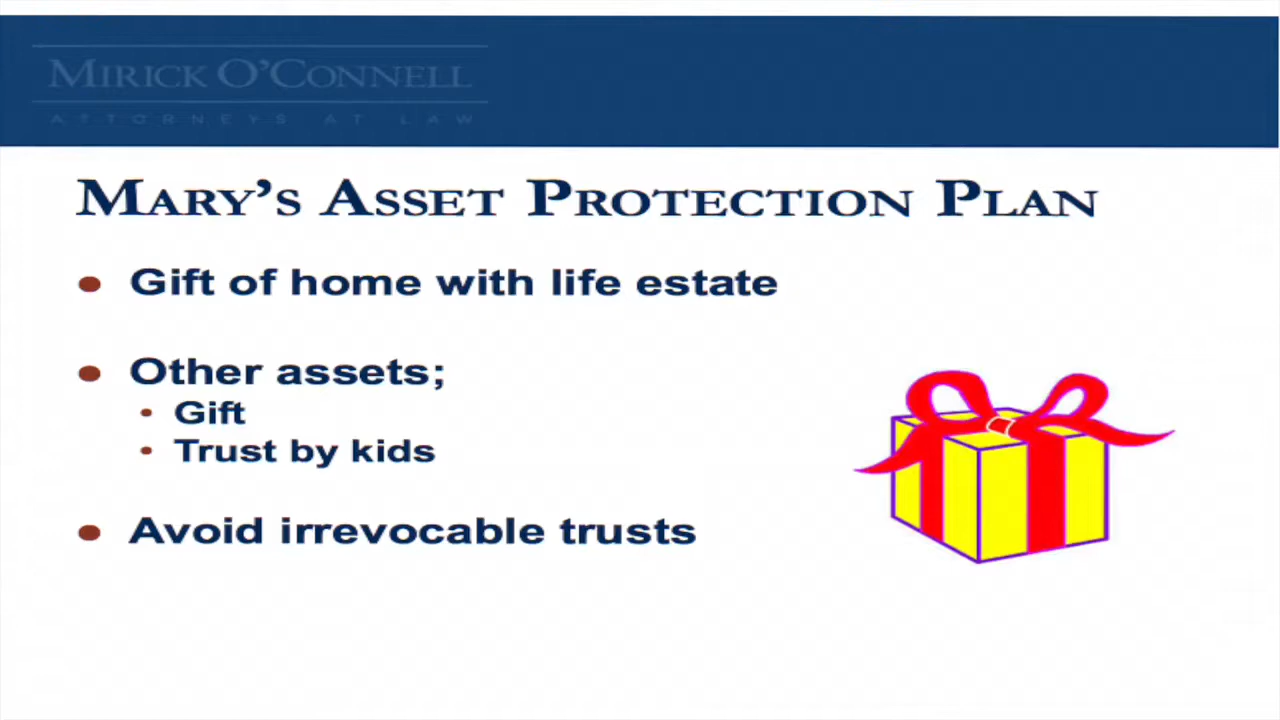 MIRICK O'CONNELL
ATTORNEYS AT LAW
MARY'S ASSET PROTECTION PLAN
• Gift of home with life estate
• Other assets;
• Gift
• Trust by kids
• Avoid irrevocable trusts